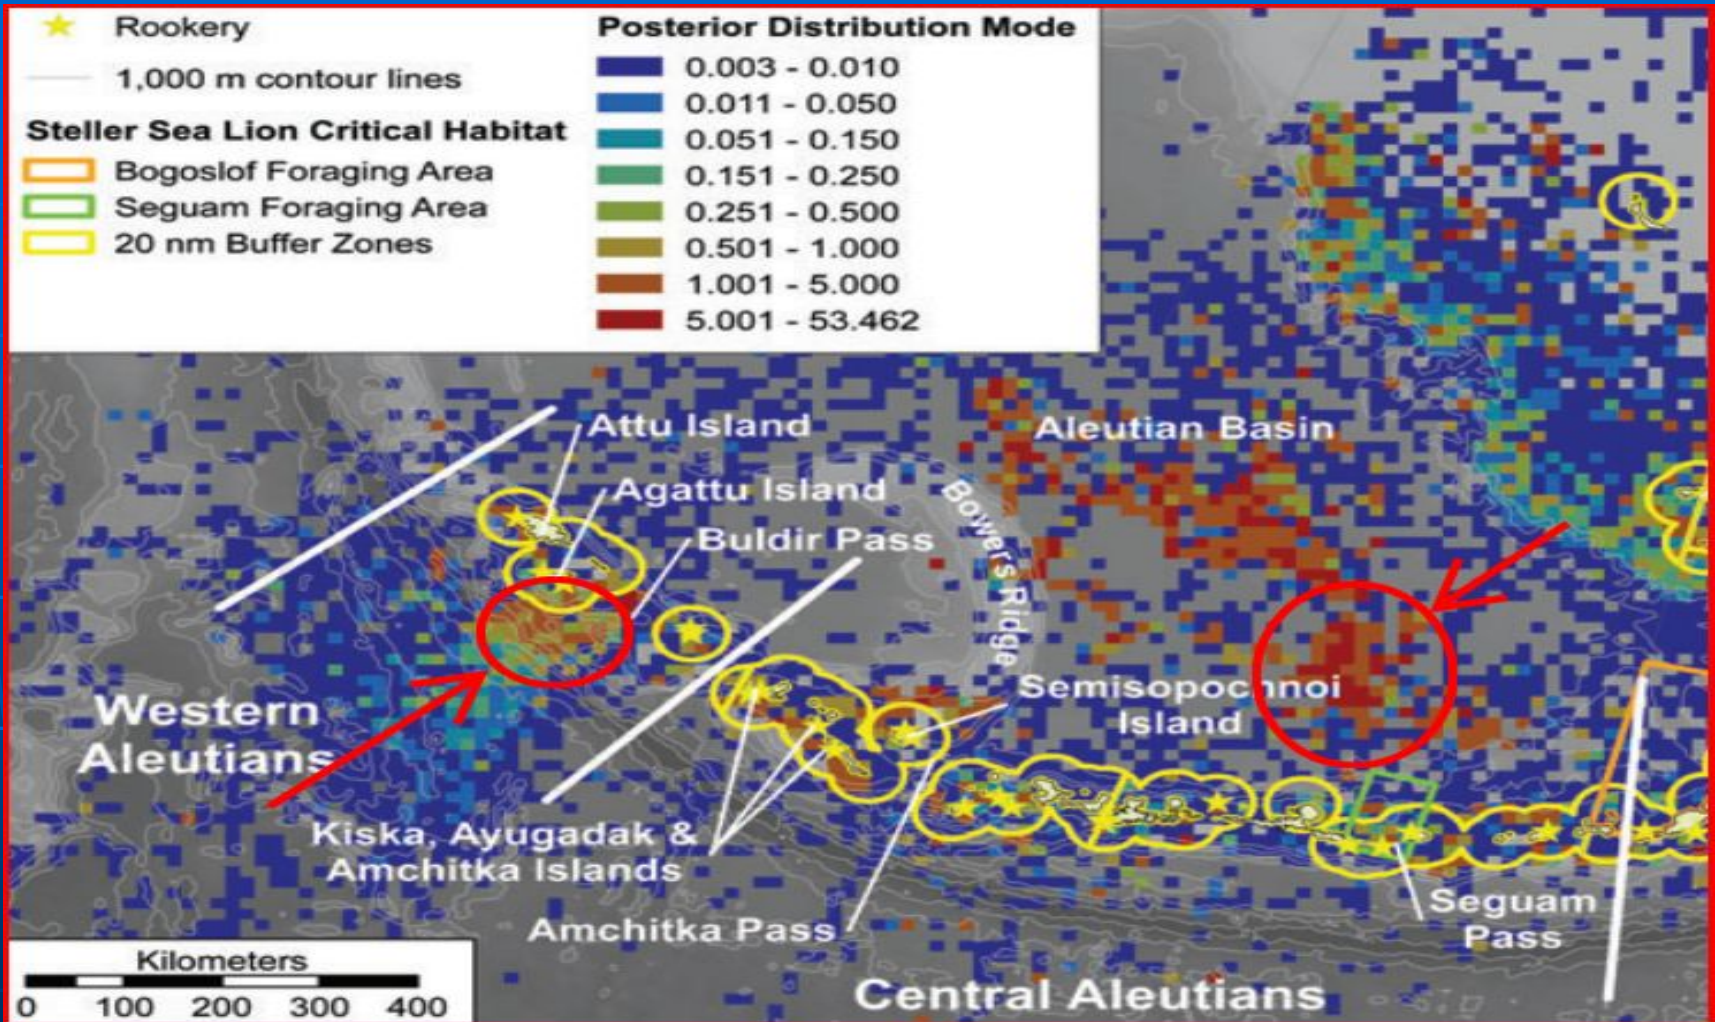 Rookery
1,000 m contour lines
Steller Sea Lion Critical Habitat
Bogoslof Foraging Area
Seguam Foraging Area
20 nm Buffer Zones
Posterior Distribution Mode
0.003 - 0.010
0.011 - 0.050
0.051 - 0.150
0.151 - 0.250
0.251 - 0.500
0.501 - 1.000
1.001 - 5.000
5.001 - 53.462
Attu Island
Agattu Island
Buldir Pass
Aleutian Basin
Bowers Ridge
Western
Aleutians
Semisopochnoi
Island
Kiska, Ayugadak &
Amchitka Islands
Amchitka Pass
Seguam
Pass
Central Aleutians
Kilometers
0 100 200 300 400